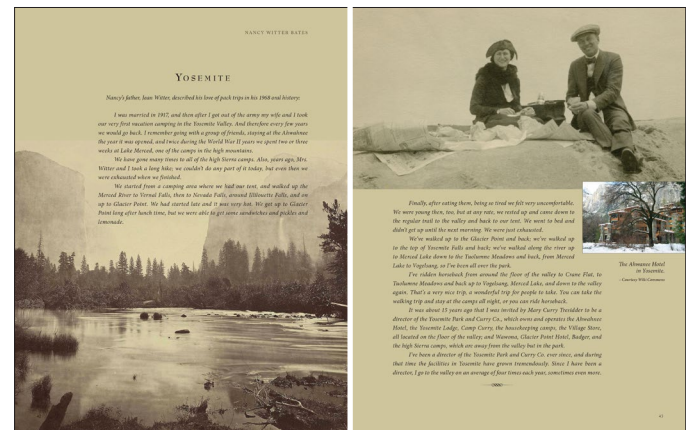 NANCY WITTER BATES
YOSEMITE
Nancy's father, Jean Witter, described his love of pack trips in his 1968 oral history:
I was married in 1917, and then after I got out of the army my wife and I took
our very first vacation camping in the Yosemite Valley. And therefore every few years
we would go back. I remember going with a group of friends, staying at the Ahwahnee
the year it was opened, and twice during the World War II years we spent two or three
weeks at Lake Merced, one of the camps in the high mountains.
We have gone many times to all of the high Sierra camps. Also, years ago, Mrs.
Witter and I took a long hike; we couldn't do any part of it today, but even then we
were exhausted when we finished.
We started from a camping area where we had our tent, and walked up the
Merced River to Vernal Falls, then to Nevada Falls, around Illilouette Falls, and on
up to Glacier Point. We had started late and it was very hot. We got up to Glacier
Point long after lunch time, but we were able to get some sandwiches and pickles and
lemonade.
Finally, after eating them, being so tired we felt very uncomfortable.
We were young then, too, but at any rate, we rested up and came down to
the regular trail to the valley and back to our tent. We went to bed and
didn't get up until the next morning. We were just exhausted.
We've walked up to the Glacier Point and back; we've walked up
to the top of Yosemite Falls and back; we've walked along the river up
to Merced Lake down to the Tuolumne Meadows and back, from Merced
Lake to Vogelsang, or I've been all over the park.
I've ridden horseback from around the floor of the valley to Crane Flat, to
Tuolumne Meadows and back up to Vogelsang, Merced Lake, and down to the valley
again. That's a very nice trip, a wonderful trip for people to take. You can take the
walking trip and stay at the camps all night, or you can ride horseback.
It was about 15 years ago that I was invited by Mary Curry Tresidder to be a
director of the Yosemite Park and Curry Co., which owns and operates the Ahwahnee
Hotel, the Yosemite Lodge, Camp Curry, the housekeeping camps, the Village Store,
all located on the floor of the valley; and Wawona, Glacier Point Hotel, Badger, and
the high Sierra camps, which are away from the valley but in the park.
I've been a director of the Yosemite Park and Curry Co. ever since, and during
that time the facilities in Yosemite have grown tremendously. Since I have been a
director, I go to the valley on an average of four times each year, sometimes even more.
The Ahwanee Hotel
in Yosemite.
- Courtesy Wiki Commons